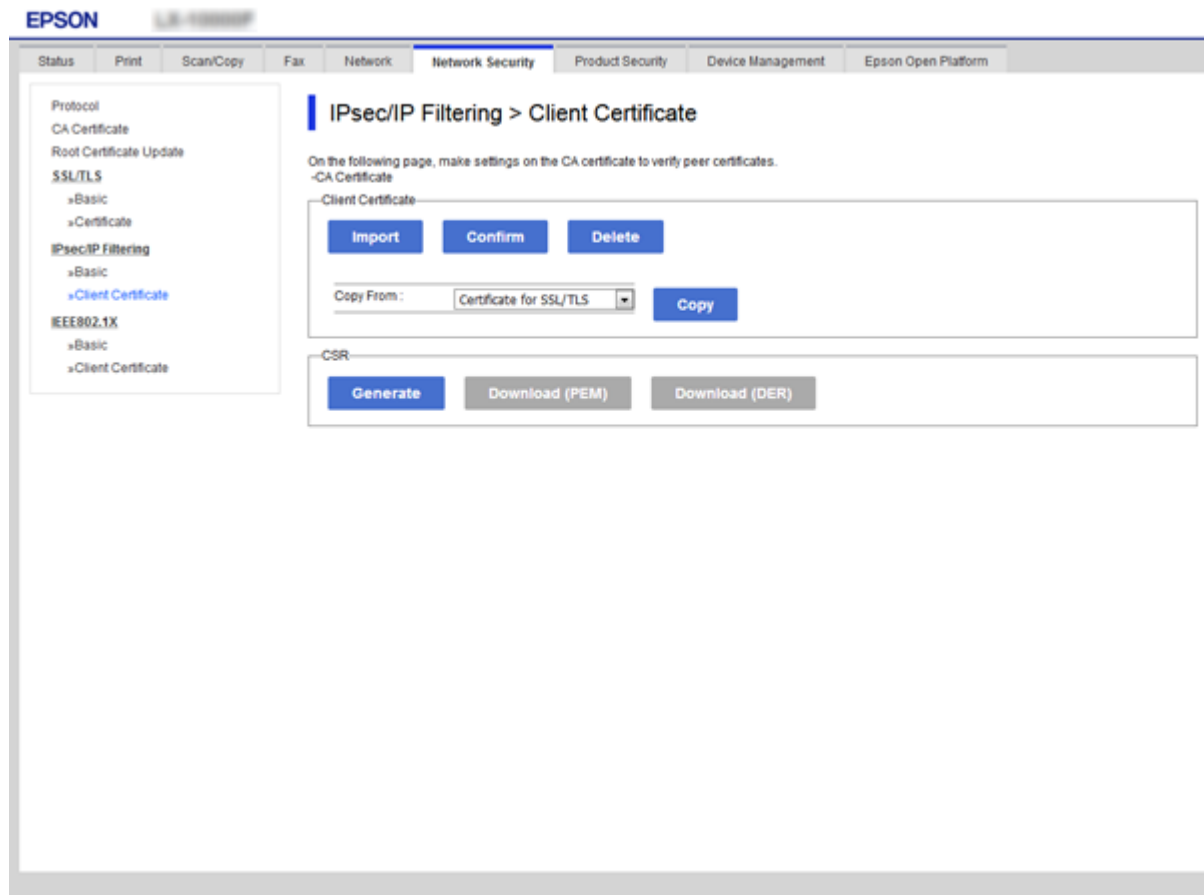 EPSON
Status Print Scan/Copy Fax Network Network Security Product Security Device Management Epson Open Platform
Protocol
CA Certificate
Root Certificate Update
SSL/TLS
»Basic
»Certificate
IPsec/IP Filtering
»Basic
»Client Certificate
IEEE802.1X
»Basic
»Client Certificate
IPsec/IP Filtering > Client Certificate
On the following page, make settings on the CA certificate to verify peer certificates.
-CA Certificate
Client Certificate
Import Confirm Delete
Copy From : Certificate for SSL/TLS Copy
CSR
Generate Download (PEM) Download (DER)